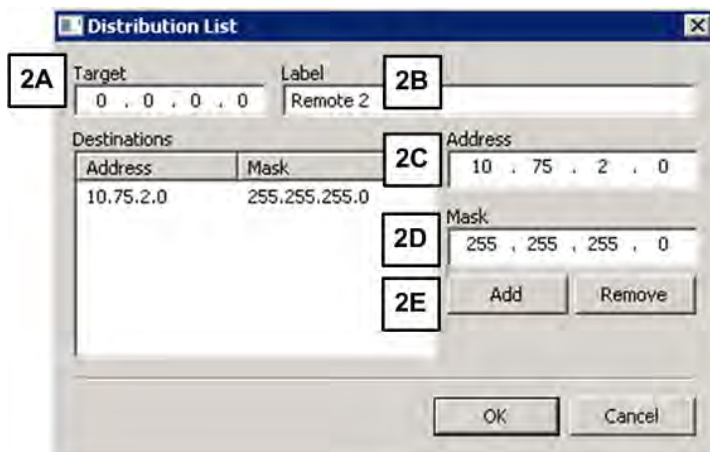 Distribution List
2A
Target
Label
2B
0 . 0 . 0 . 0
Remote 2
Destinations
Address
Mask
2C
Address
10 . 75 . 2 . 0
10.75.2.0
255.255.255.0
Mask
2D
255 . 255 . 255 . 0
2E
Add
Remove
OK
Cancel